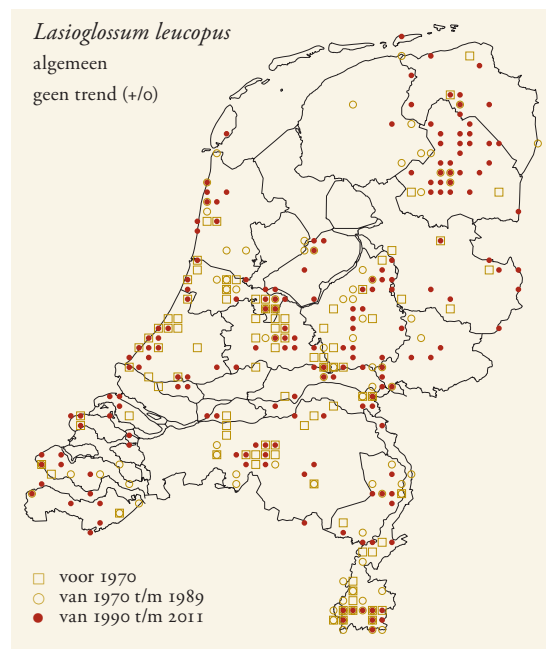 Lasioglossum leucopus
algemeen
geen trend (+/0)
voor 1970
van 1970 t/m 1989
van 1990 t/m 2011